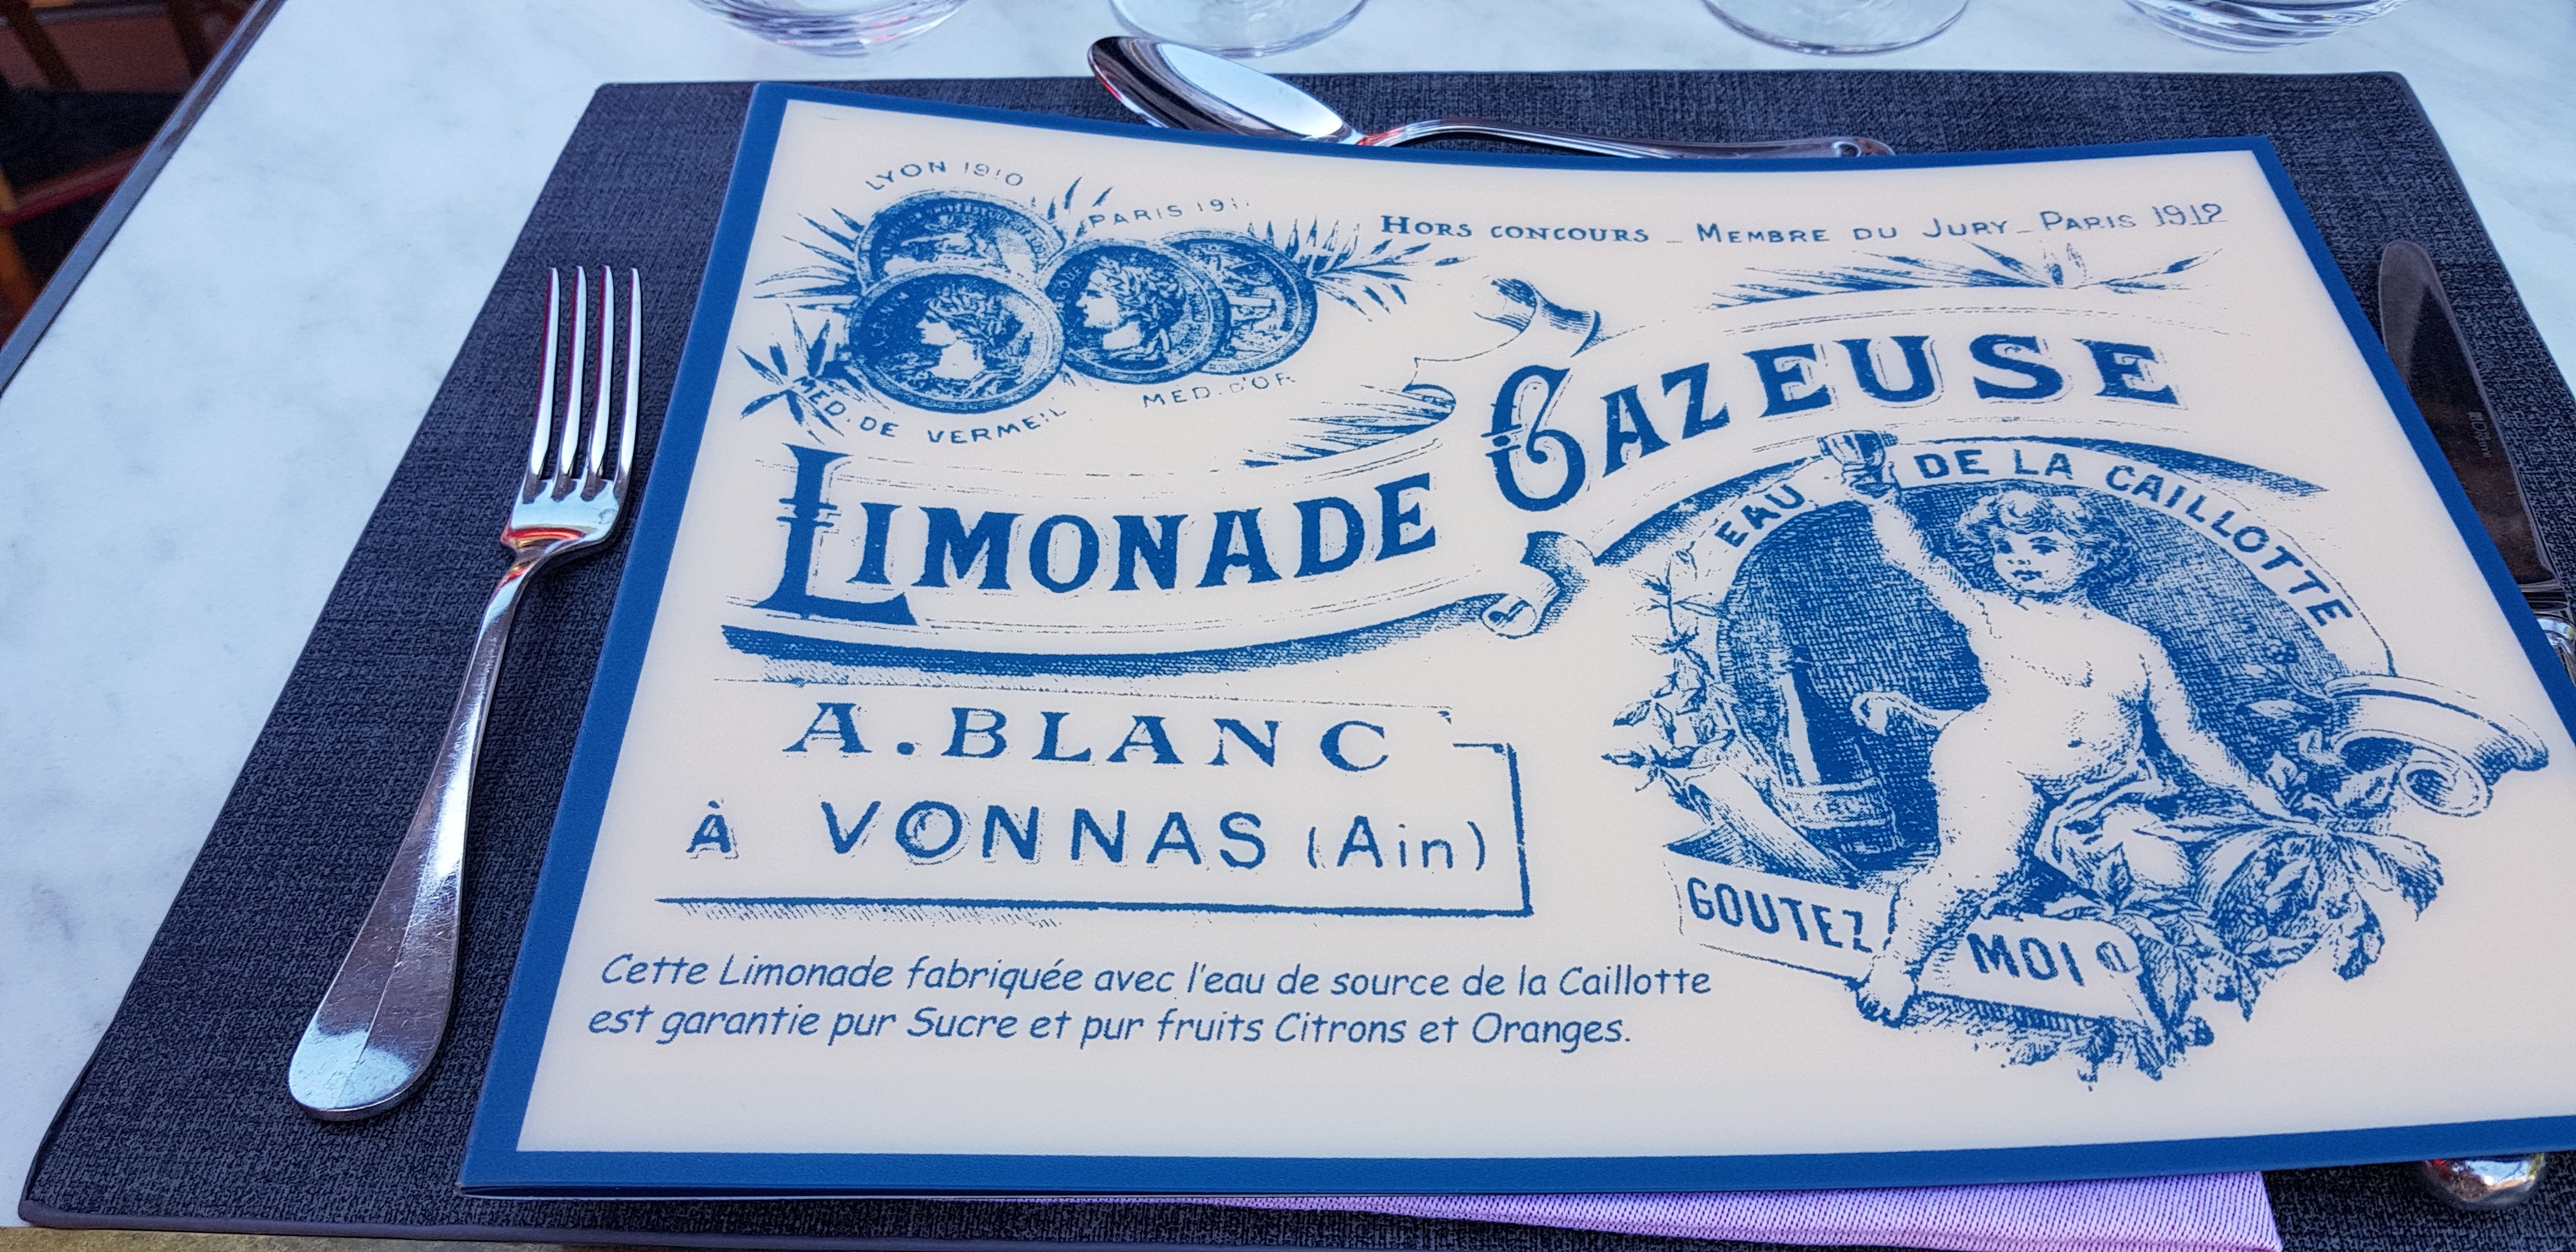 LYON 1910
PARIS 191
MED. DE VERMEIL
MED. D'OR
HORS CONCOURS _ MEMBRE DU JURY _ PARIS 1912
LIMONADE GAZEUSE
EAU DE LA CAILLOTTE
A. BLANC
À VONNAS (Ain)
GOUTEZ MOI
Cette Limonade fabriquée avec l'eau de source de la Caillotte
est garantie pur Sucre et pur fruits Citrons et Oranges.